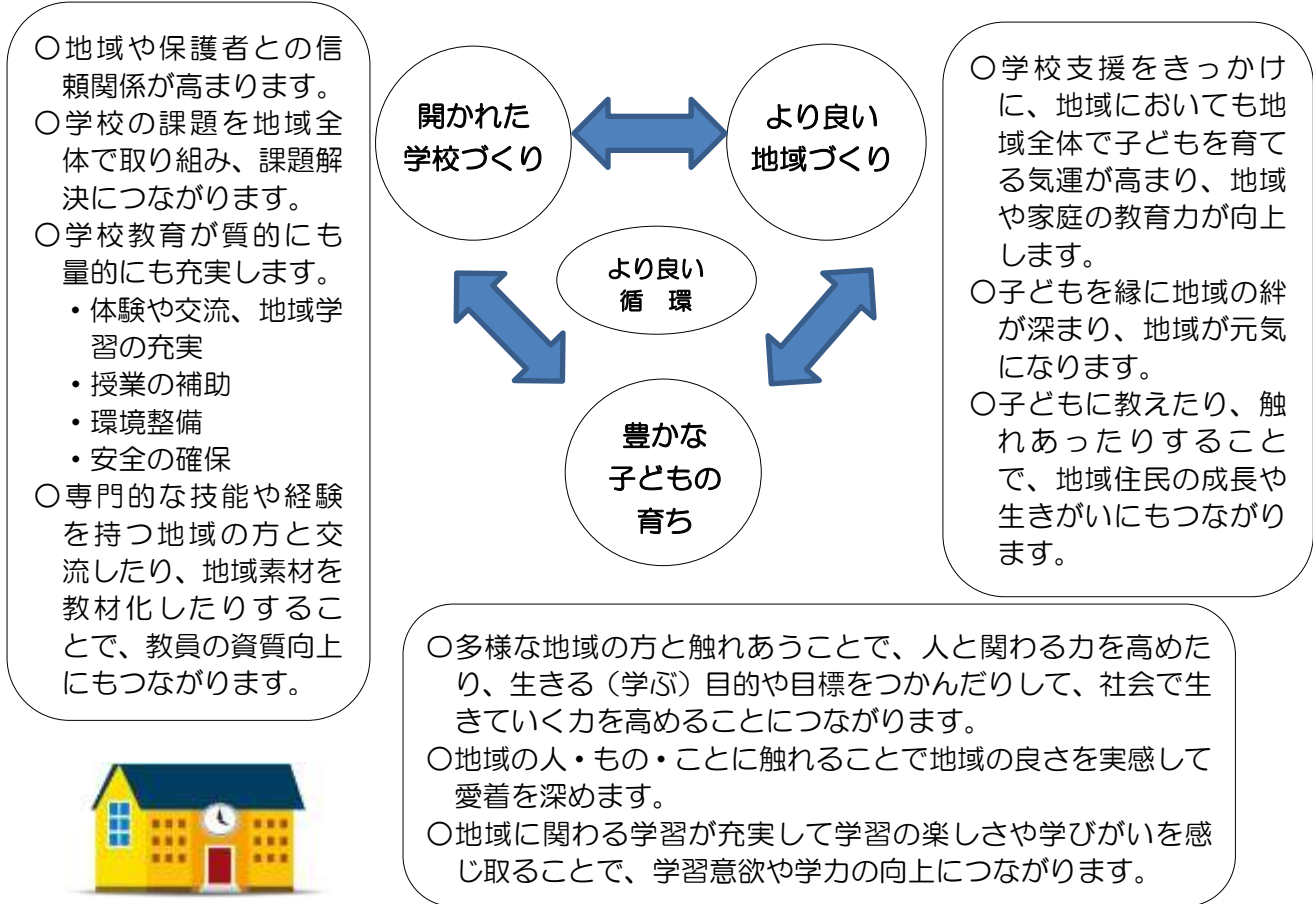 〇地域や保護者との信
頼関係が高まります。
〇学校の課題を地域全
体で取り組み、課題解
決につながります。
〇学校教育が質的にも
量的にも充実します。
・体験や交流、地域学
習の充実
・授業の補助
・環境整備
・安全の確保
〇専門的な技能や経験
を持つ地域の方と交
流したり、地域素材を
教材化したりするこ
とで、教員の資質向上
にもつながります。
開かれた
学校づくり
より良い
地域づくり
より良い
循　環
豊かな
子どもの
育ち
〇学校支援をきっかけ
に、地域においても地
域全体で子どもを育て
る気運が高まり、地域
や家庭の教育力が向上
します。
〇子どもを縁に地域の絆
が深まり、地域が元気
になります。
〇子どもに教えたり、触
れあったりすること
で、地域住民の成長や
生きがいにもつながり
ます。
〇多様な地域の方と触れあうことで、人と関わる力を高めた
り、生きる（学ぶ）目的や目標をつかんだりして、社会で生
きていく力を高めることにつながります。
〇地域の人・もの・ことに触れることで地域の良さを実感して
愛着を深めます。
〇地域に関わる学習が充実して学習の楽しさや学びがいを感
じ取ることで、学習意欲や学力の向上につながります。